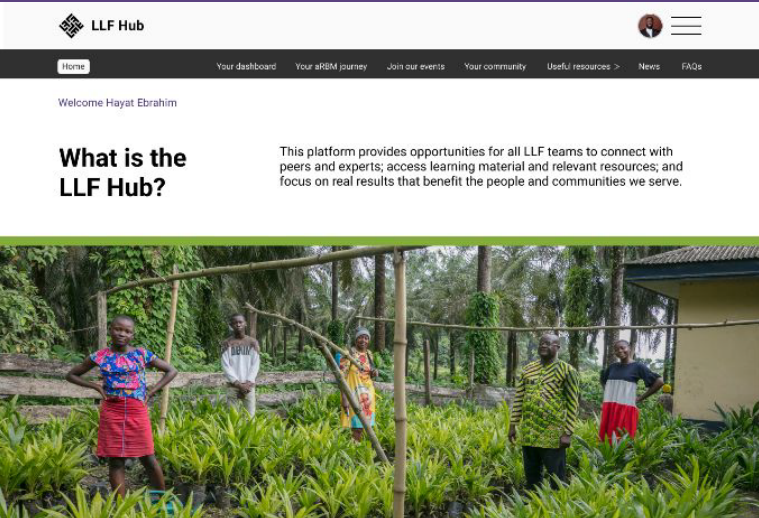 LLF Hub
Home Your dashboard Your aRBM journey Join our events Your community Useful resources > News FAQs
Welcome Hayat Ebrahim
What is the
LLF Hub?
This platform provides opportunities for all LLF teams to connect with
peers and experts; access learning material and relevant resources; and
focus on real results that benefit the people and communities we serve.